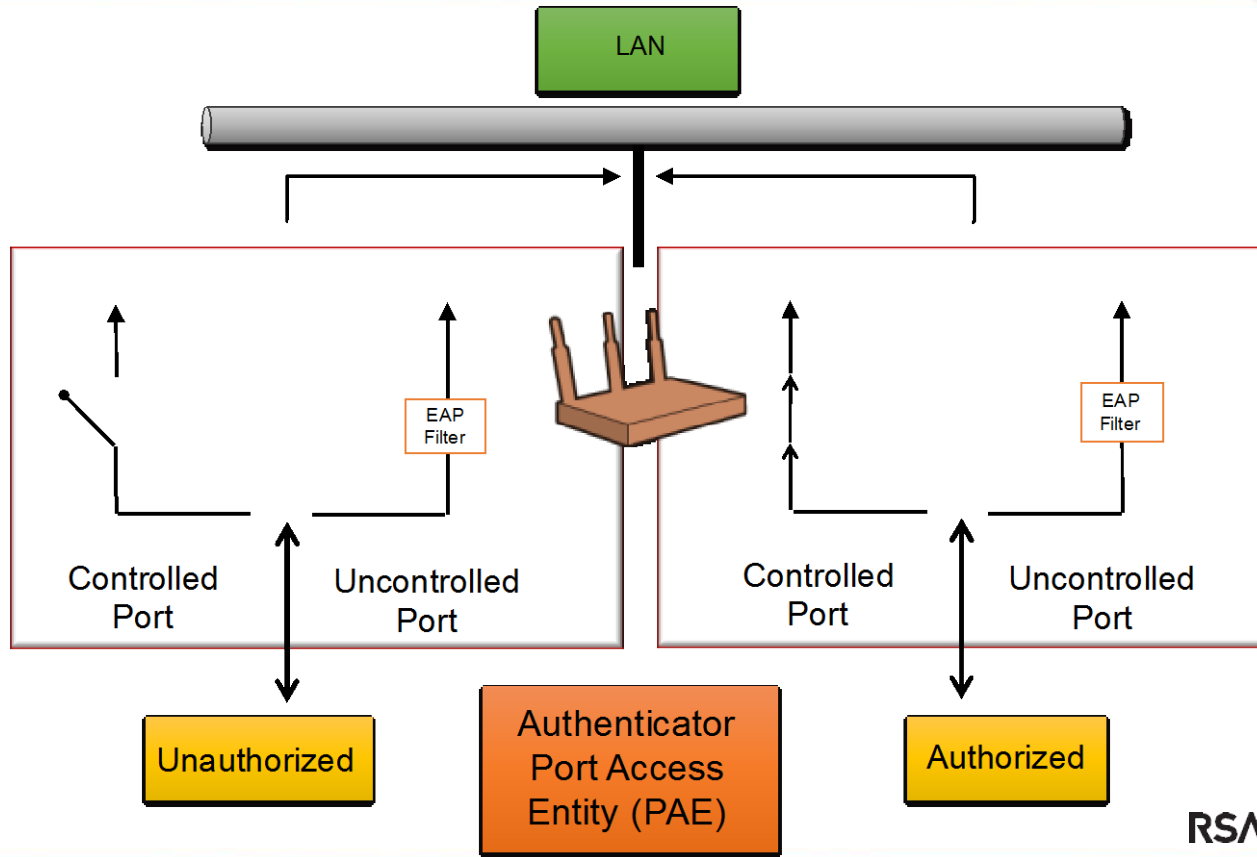 LAN
EAP
Filter
EAP
Filter
Controlled
Port
Uncontrolled
Port
Controlled
Port
Uncontrolled
Port
Unauthorized
Authenticator
Port Access
Entity (PAE)
Authorized
RSA